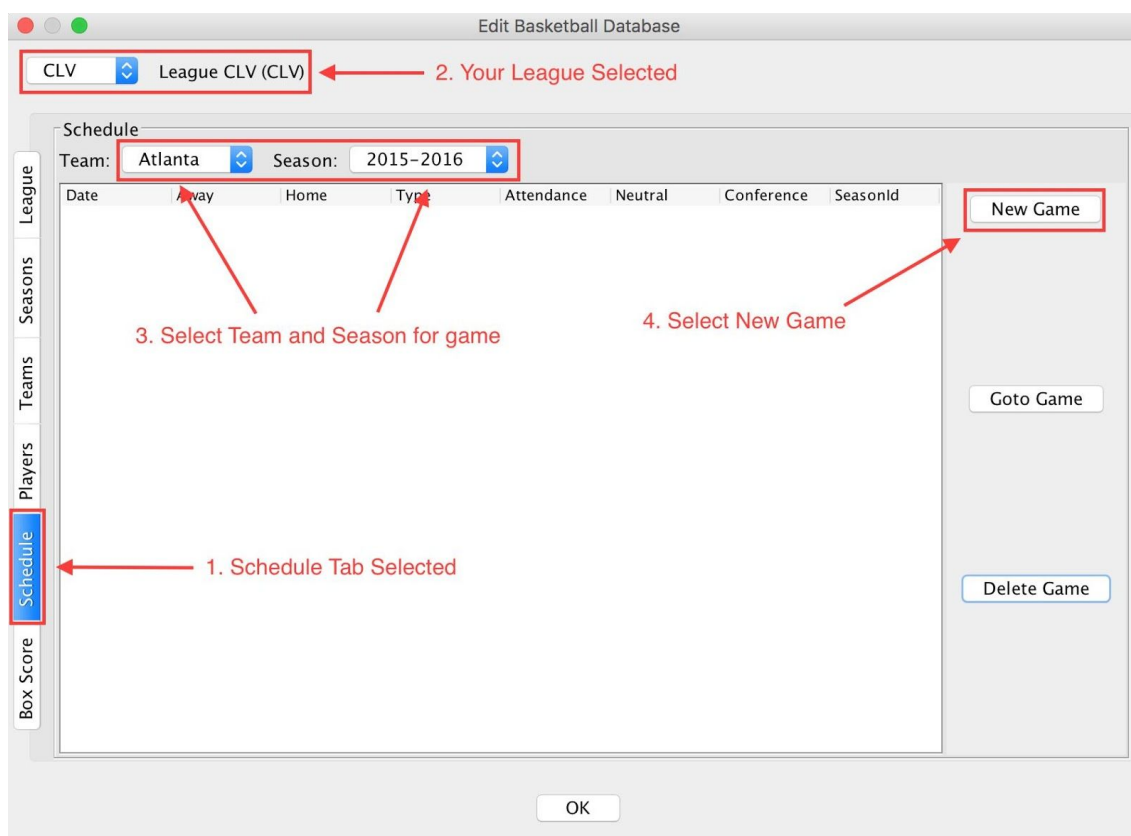 Edit Basketball Database
CLV League CLV (CLV) 2. Your League Selected
Schedule
Team: Atlanta Season: 2015-2016
Date Away Home Type Attendance Neutral Conference SeasonId
New Game
3. Select Team and Season for game
4. Select New Game
Goto Game
1. Schedule Tab Selected
Delete Game
League
Seasons
Teams
Players
Schedule
Box Score
OK